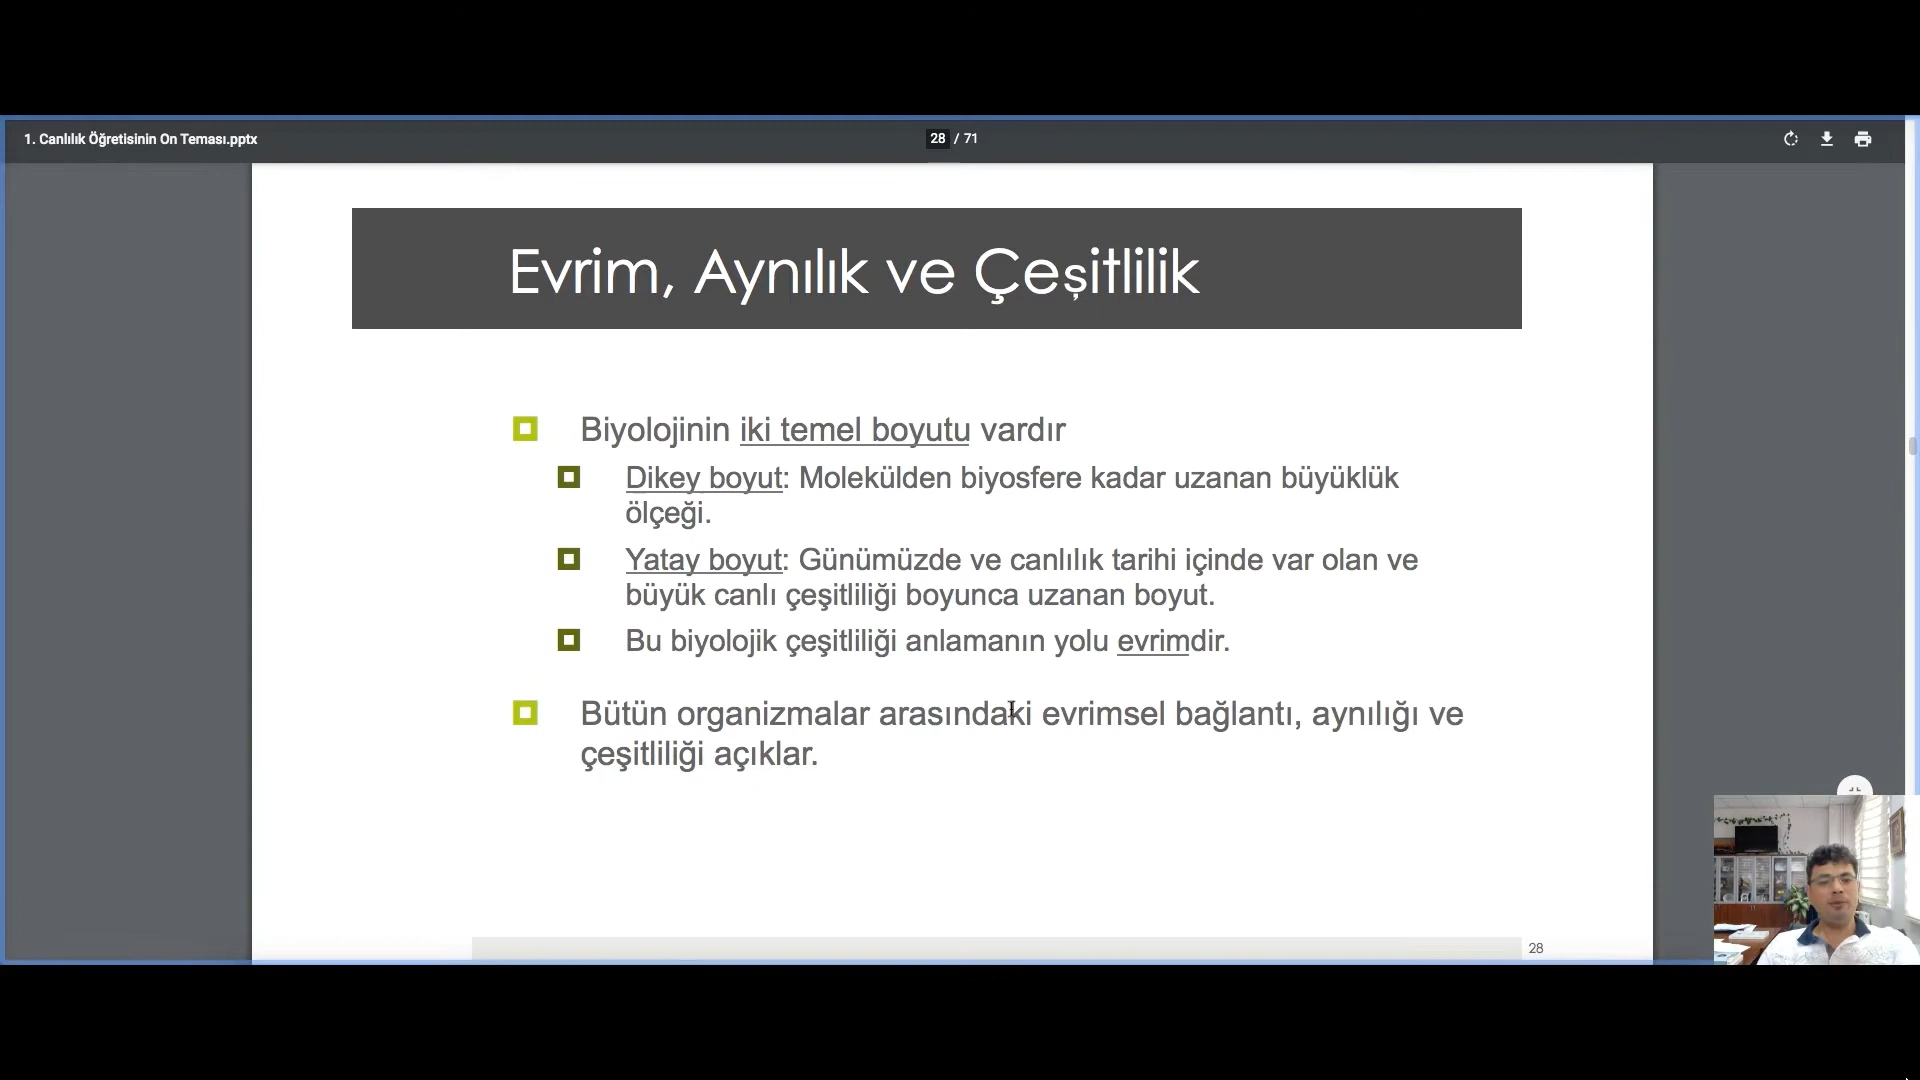 1. Canlılık Öğretisinin On Teması.pptx
28 / 71
Evrim, Aynılık ve Çeşitlilik
Biyolojinin iki temel boyutu vardır
Dikey boyut: Molekülden biyosfere kadar uzanan büyüklük
ölçeği.
Yatay boyut: Günümüzde ve canlılık tarihi içinde var olan ve
büyük canlı çeşitliliği boyunca uzanan boyut.
Bu biyolojik çeşitliliği anlamanın yolu evrimdir.
Bütün organizmalar arasındaki evrimsel bağlantı, aynılığı ve
çeşitliliği açıklar.
28